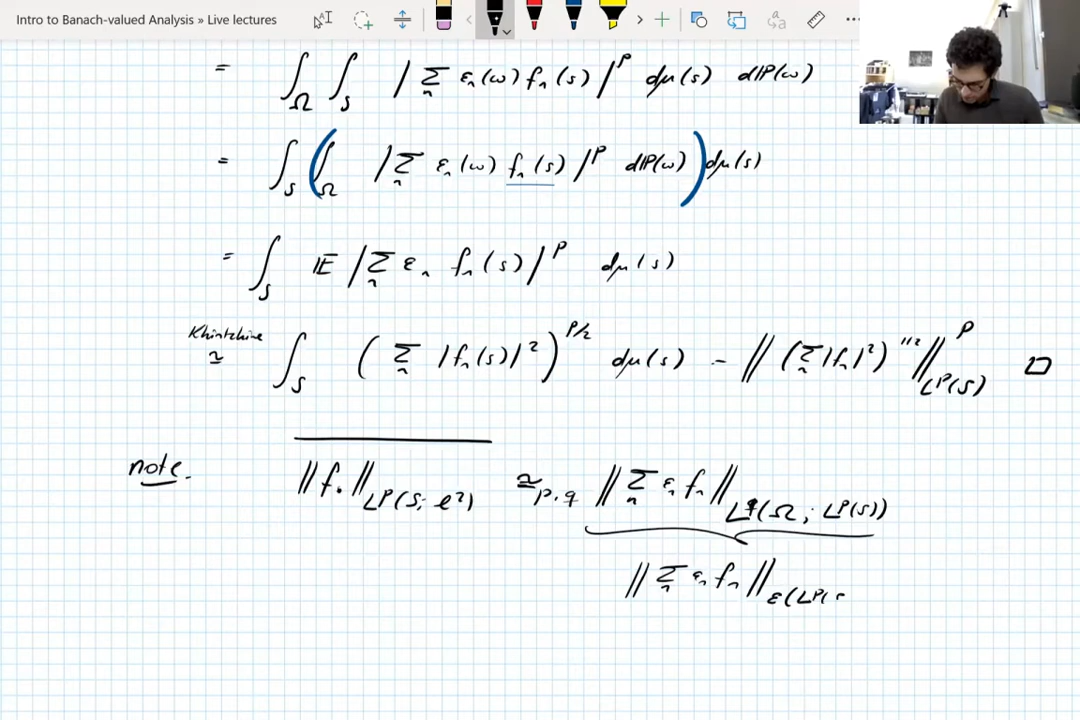 Intro to Banach-valued Analysis » Live lectures
= ∫_Ω ∫_S |Σ_n ε_n(ω) f_n(s)|^p dμ(s) dℙ(ω)
= ∫_S (∫_Ω |Σ_n ε_n(ω) f_n(s)|^p dℙ(ω)) dμ(s)
= ∫_S 𝔼 |Σ_n ε_n f_n(s)|^p dμ(s)
Khintchine ≃ ∫_S (Σ_n |f_n(s)|²)^{p/2} dμ(s) = ‖(Σ_n |f_n|²)^{1/2}‖^p_{L^p(S)} □
note. ‖f.‖_{L^p(S; ℓ²)} ≃_{p,q} ‖Σ_n ε_n f_n‖_{L^q(Ω; L^p(S))}
‖Σ_n ε_n f_n‖_{ε(L^p(